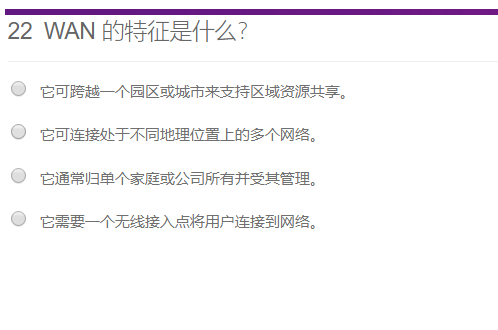 22 WAN 的特征是什么?
它可跨越一个园区或城市来支持区域资源共享。
它可连接处于不同地理位置上的多个网络。
它通常归单个家庭或公司所有并受其管理。
它需要一个无线接入点将用户连接到网络。